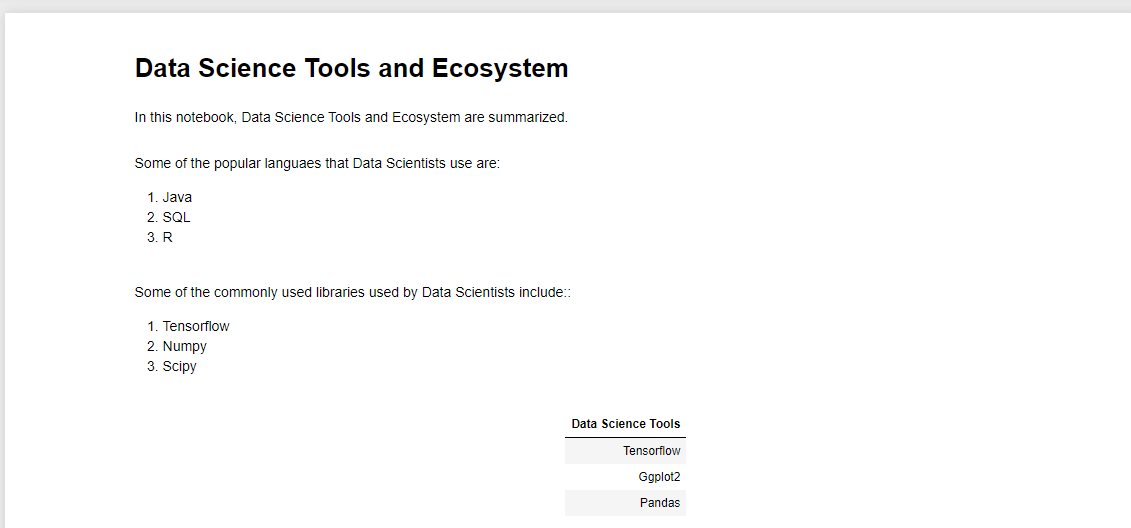 Data Science Tools and Ecosystem
In this notebook, Data Science Tools and Ecosystem are summarized.
Some of the popular languaes that Data Scientists use are:
1. Java
2. SQL
3. R
Some of the commonly used libraries used by Data Scientists include::
1. Tensorflow
2. Numpy
3. Scipy
Data Science Tools
Tensorflow
Ggplot2
Pandas